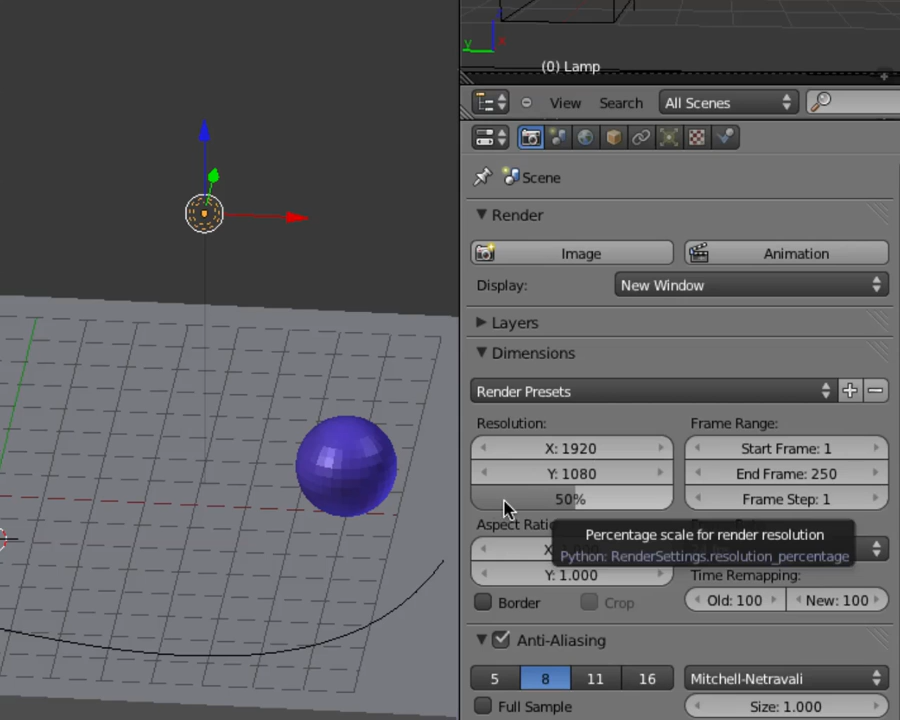 y
x
(0) Lamp
View Search All Scenes
Scene
Render
Image Animation
Display: New Window
Layers
Dimensions
Render Presets
Resolution: Frame Range:
X: 1920 Start Frame: 1
Y: 1080 End Frame: 250
50% Frame Step: 1
Aspect Ratio
Percentage scale for render resolution
Python: RenderSettings.resolution_percentage
Y: 1.000 Time Remapping:
Border Crop Old: 100 New: 100
Anti-Aliasing
5 8 11 16 Mitchell-Netravali
Full Sample Size: 1.000